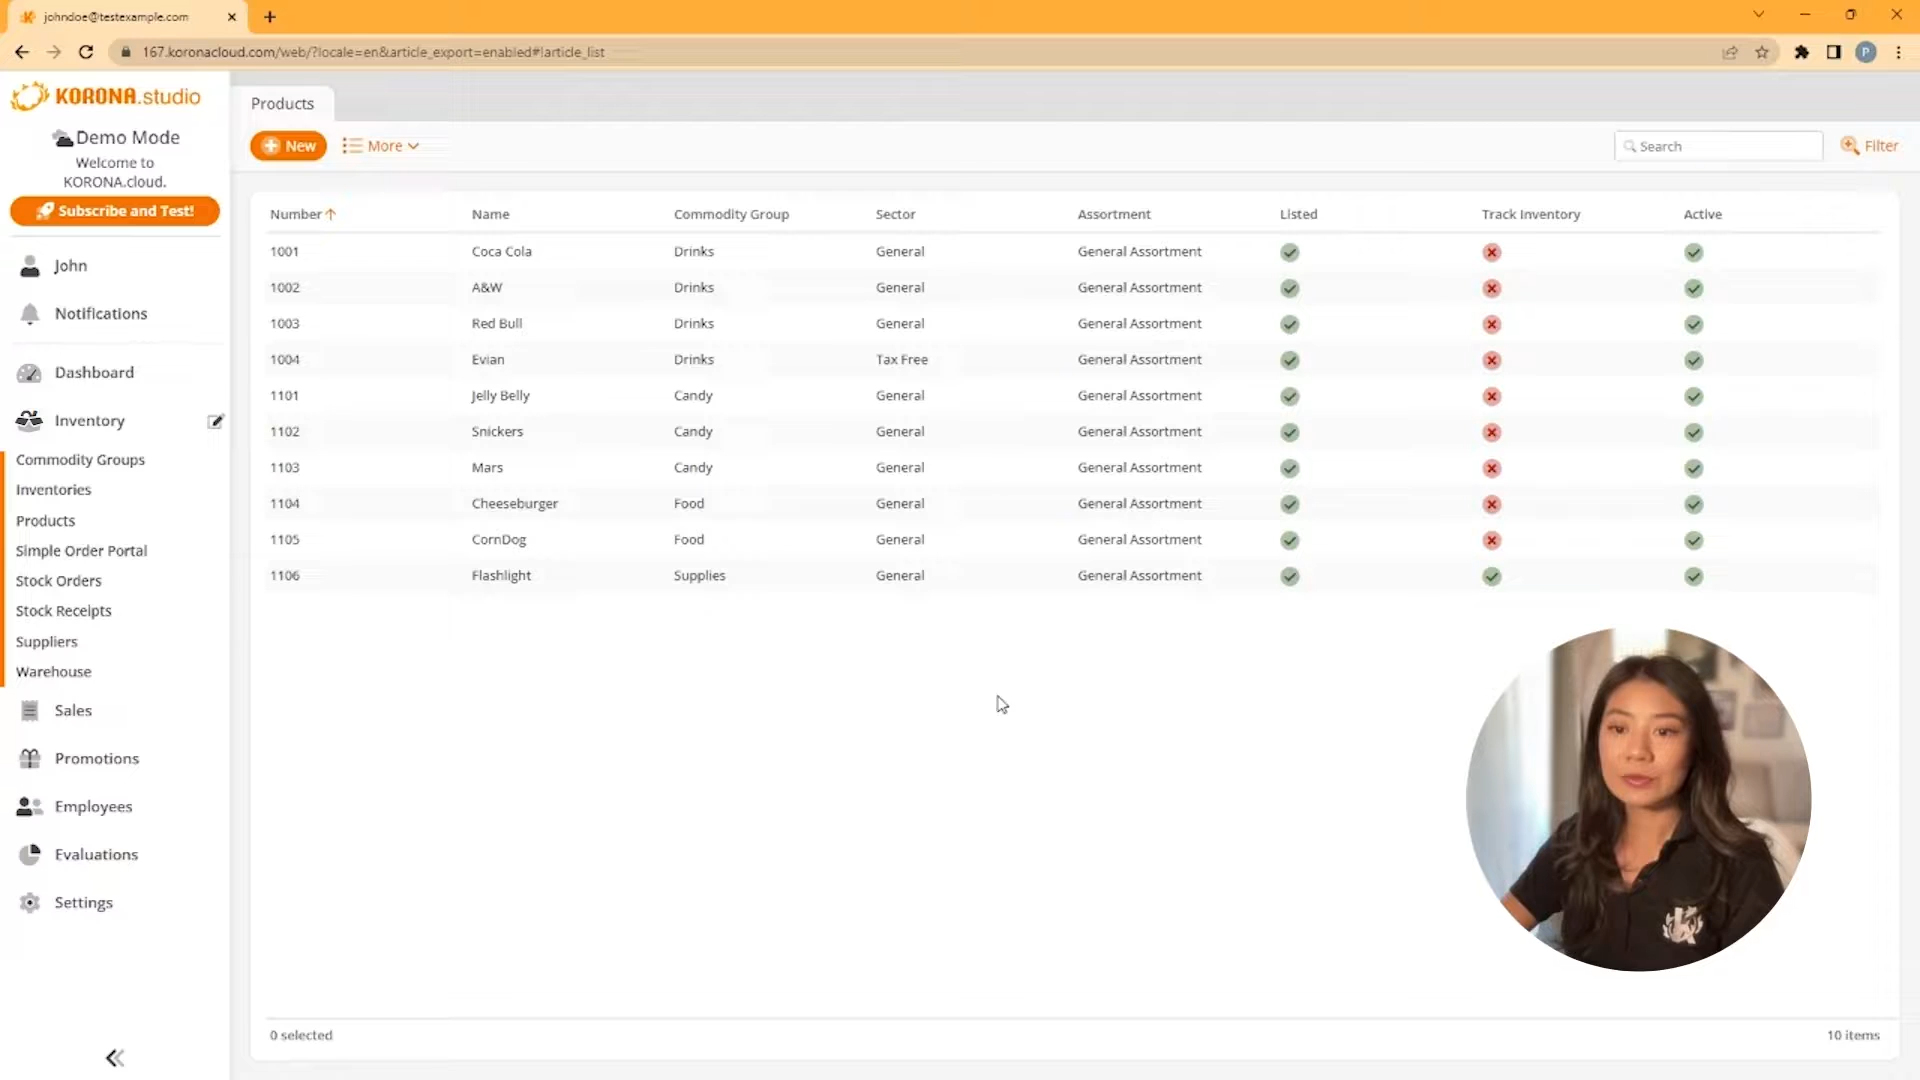 johndoe@testexample.com
167.koronacloud.com/web/?locale=en&article_export=enabled#!article_list
P
KORONA.studio
Demo Mode
Welcome to
KORONA.cloud.
Subscribe and Test!
John
Notifications
Dashboard
Inventory
Commodity Groups
Inventories
Products
Simple Order Portal
Stock Orders
Stock Receipts
Suppliers
Warehouse
Sales
Promotions
Employees
Evaluations
Settings
Products
New More Search Filter
Number Name Commodity Group Sector Assortment Listed Track Inventory Active
1001 Coca Cola Drinks General General Assortment
1002 A&W Drinks General General Assortment
1003 Red Bull Drinks General General Assortment
1004 Evian Drinks Tax Free General Assortment
1101 Jelly Belly Candy General General Assortment
1102 Snickers Candy General General Assortment
1103 Mars Candy General General Assortment
1104 Cheeseburger Food General General Assortment
1105 CornDog Food General General Assortment
1106 Flashlight Supplies General General Assortment
0 selected 10 items